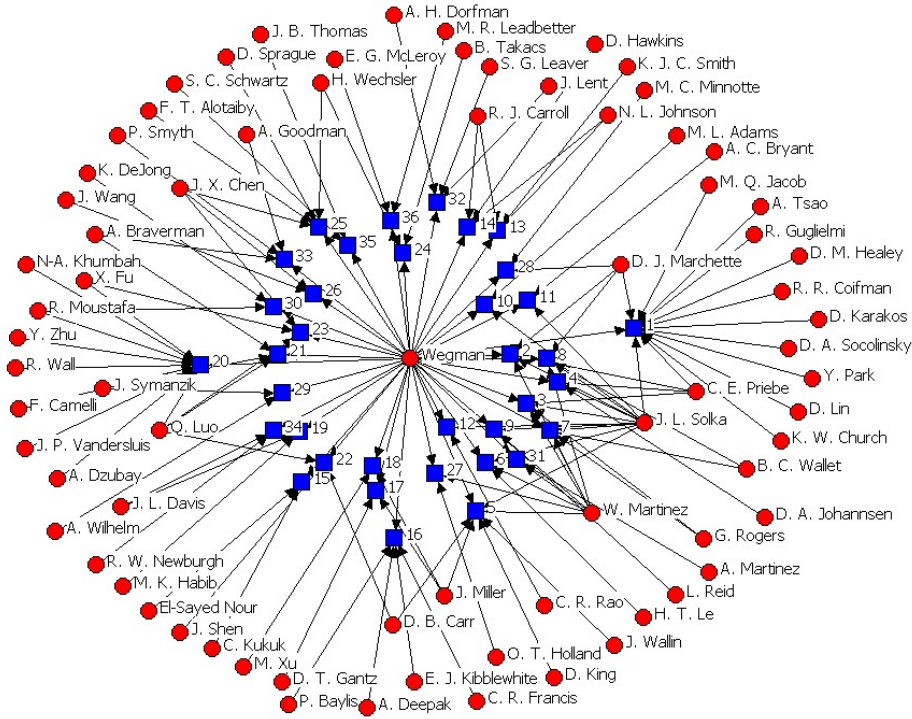 A. H. Dorfman
M. R. Leadbetter
J. B. Thomas
B. Takacs
D. Hawkins
D. Sprague
E. G. McLeroy
S. G. Leaver
K. J. C. Smith
S. C. Schwartz
H. Wechsler
J. Lent
M. C. Minnotte
F. T. Alotaiby
R. J. Carroll
N. L. Johnson
P. Smyth
A. Goodman
M. L. Adams
A. C. Bryant
K. DeJong
J. X. Chen
M. Q. Jacob
J. Wang
32
A. Tsao
25
36
14
13
A. Braverman
R. Guglielmi
35
24
D. M. Healey
N-A. Khumbah
33
28
D. J. Marchette
X. Fu
26
R. R. Coifman
R. Moustafa
30
10
11
D. Karakos
Y. Zhu
23
1
D. A. Socolinsky
21
Wegman
2
8
R. Wall
20
Y. Park
J. Symanzik
29
4
C. E. Priebe
F. Camelli
3
D. Lin
Q. Luo
34
19
12
9
7
J. L. Solka
K. W. Church
J. P. Vandersluis
22
18
6
31
B. C. Wallet
A. Dzubay
15
17
27
J. L. Davis
5
W. Martinez
D. A. Johannsen
A. Wilhelm
16
G. Rogers
R. W. Newburgh
A. Martinez
M. K. Habib
J. Miller
L. Reid
El-Sayed Nour
C. R. Rao
H. T. Le
J. Shen
D. B. Carr
C. Kukuk
J. Wallin
M. Xu
O. T. Holland
D. T. Gantz
E. J. Kibblewhite
D. King
P. Baylis
A. Deepak
C. R. Francis